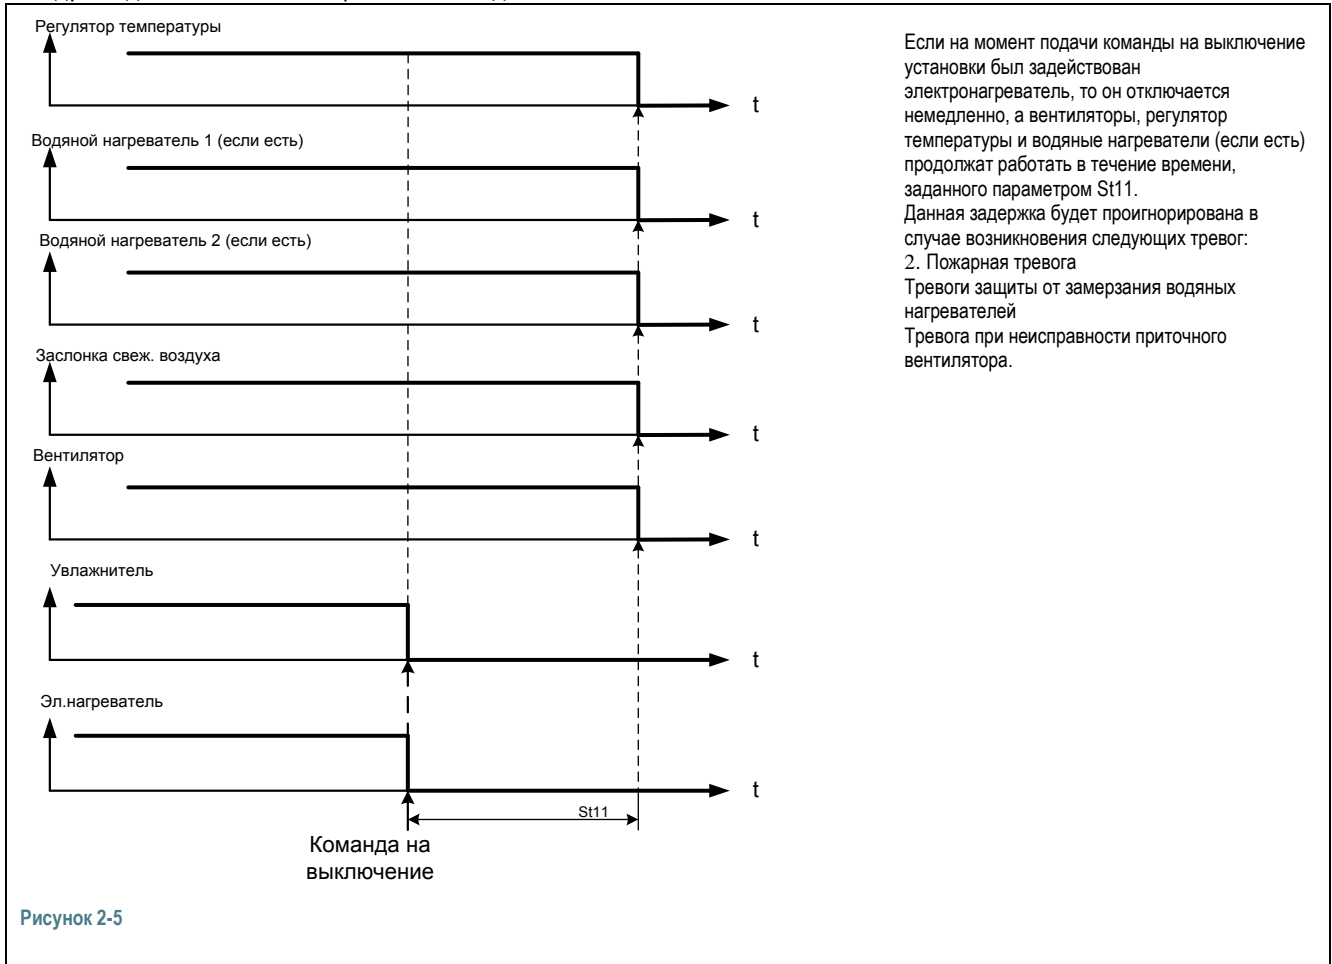 Регулятор температуры
t
Водяной нагреватель 1 (если есть)
t
Водяной нагреватель 2 (если есть)
t
Заслонка свеж. воздуха
t
Вентилятор
t
Увлажнитель
t
Эл.нагреватель
t
St11
Команда на
выключение
Если на момент подачи команды на выключение
установки был задействован
электронагреватель, то он отключается
немедленно, а вентиляторы, регулятор
температуры и водяные нагреватели (если есть)
продолжат работать в течение времени,
заданного параметром St11.
Данная задержка будет проигнорирована в
случае возникновения следующих тревог:
2. Пожарная тревога
Тревоги защиты от замерзания водяных
нагревателей
Тревога при неисправности приточного
вентилятора.
Рисунок 2-5